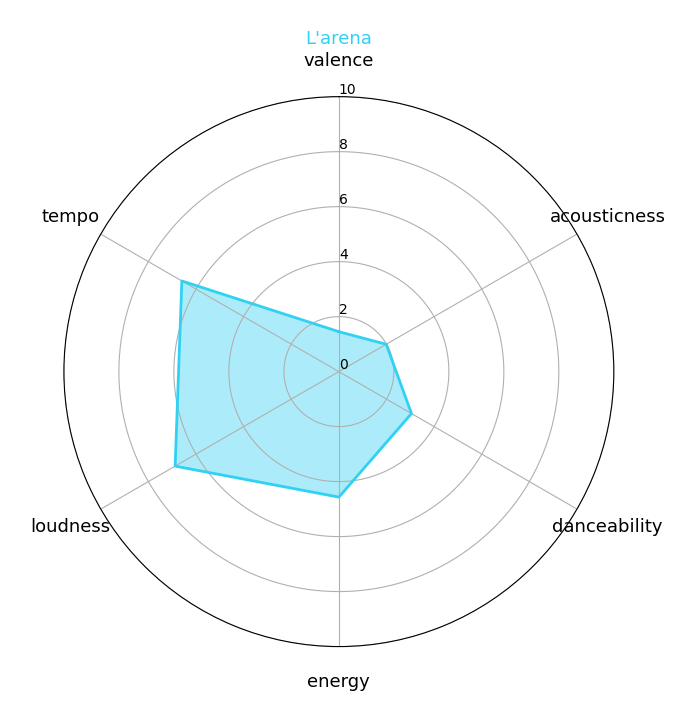 L'arena
valence
10
8
6
4
2
0
tempo
acousticness
loudness
danceability
energy